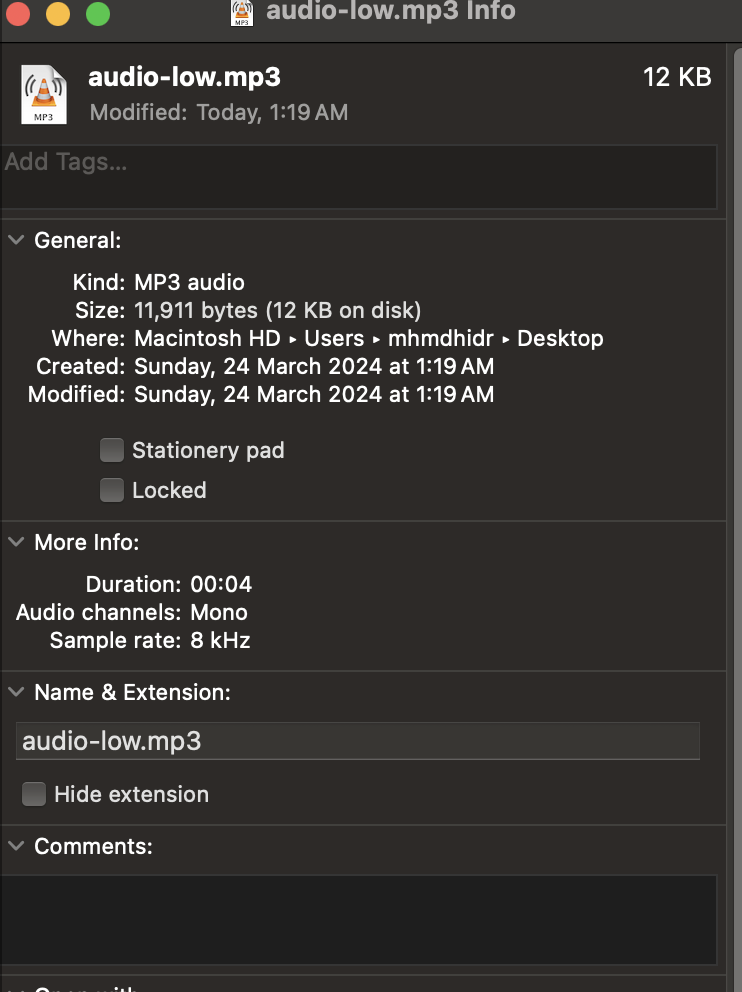 MP3
audio-low.mp3 Info
audio-low.mp3
12 KB
MP3
Modified: Today, 1:19 AM
Add Tags...
General:
Kind: MP3 audio
Size: 11,911 bytes (12 KB on disk)
Where: Macintosh HD ▸ Users ▸ mhmdhidr ▸ Desktop
Created: Sunday, 24 March 2024 at 1:19 AM
Modified: Sunday, 24 March 2024 at 1:19 AM
Stationery pad
Locked
More Info:
Duration: 00:04
Audio channels: Mono
Sample rate: 8 kHz
Name & Extension:
audio-low.mp3
Hide extension
Comments:
Open with